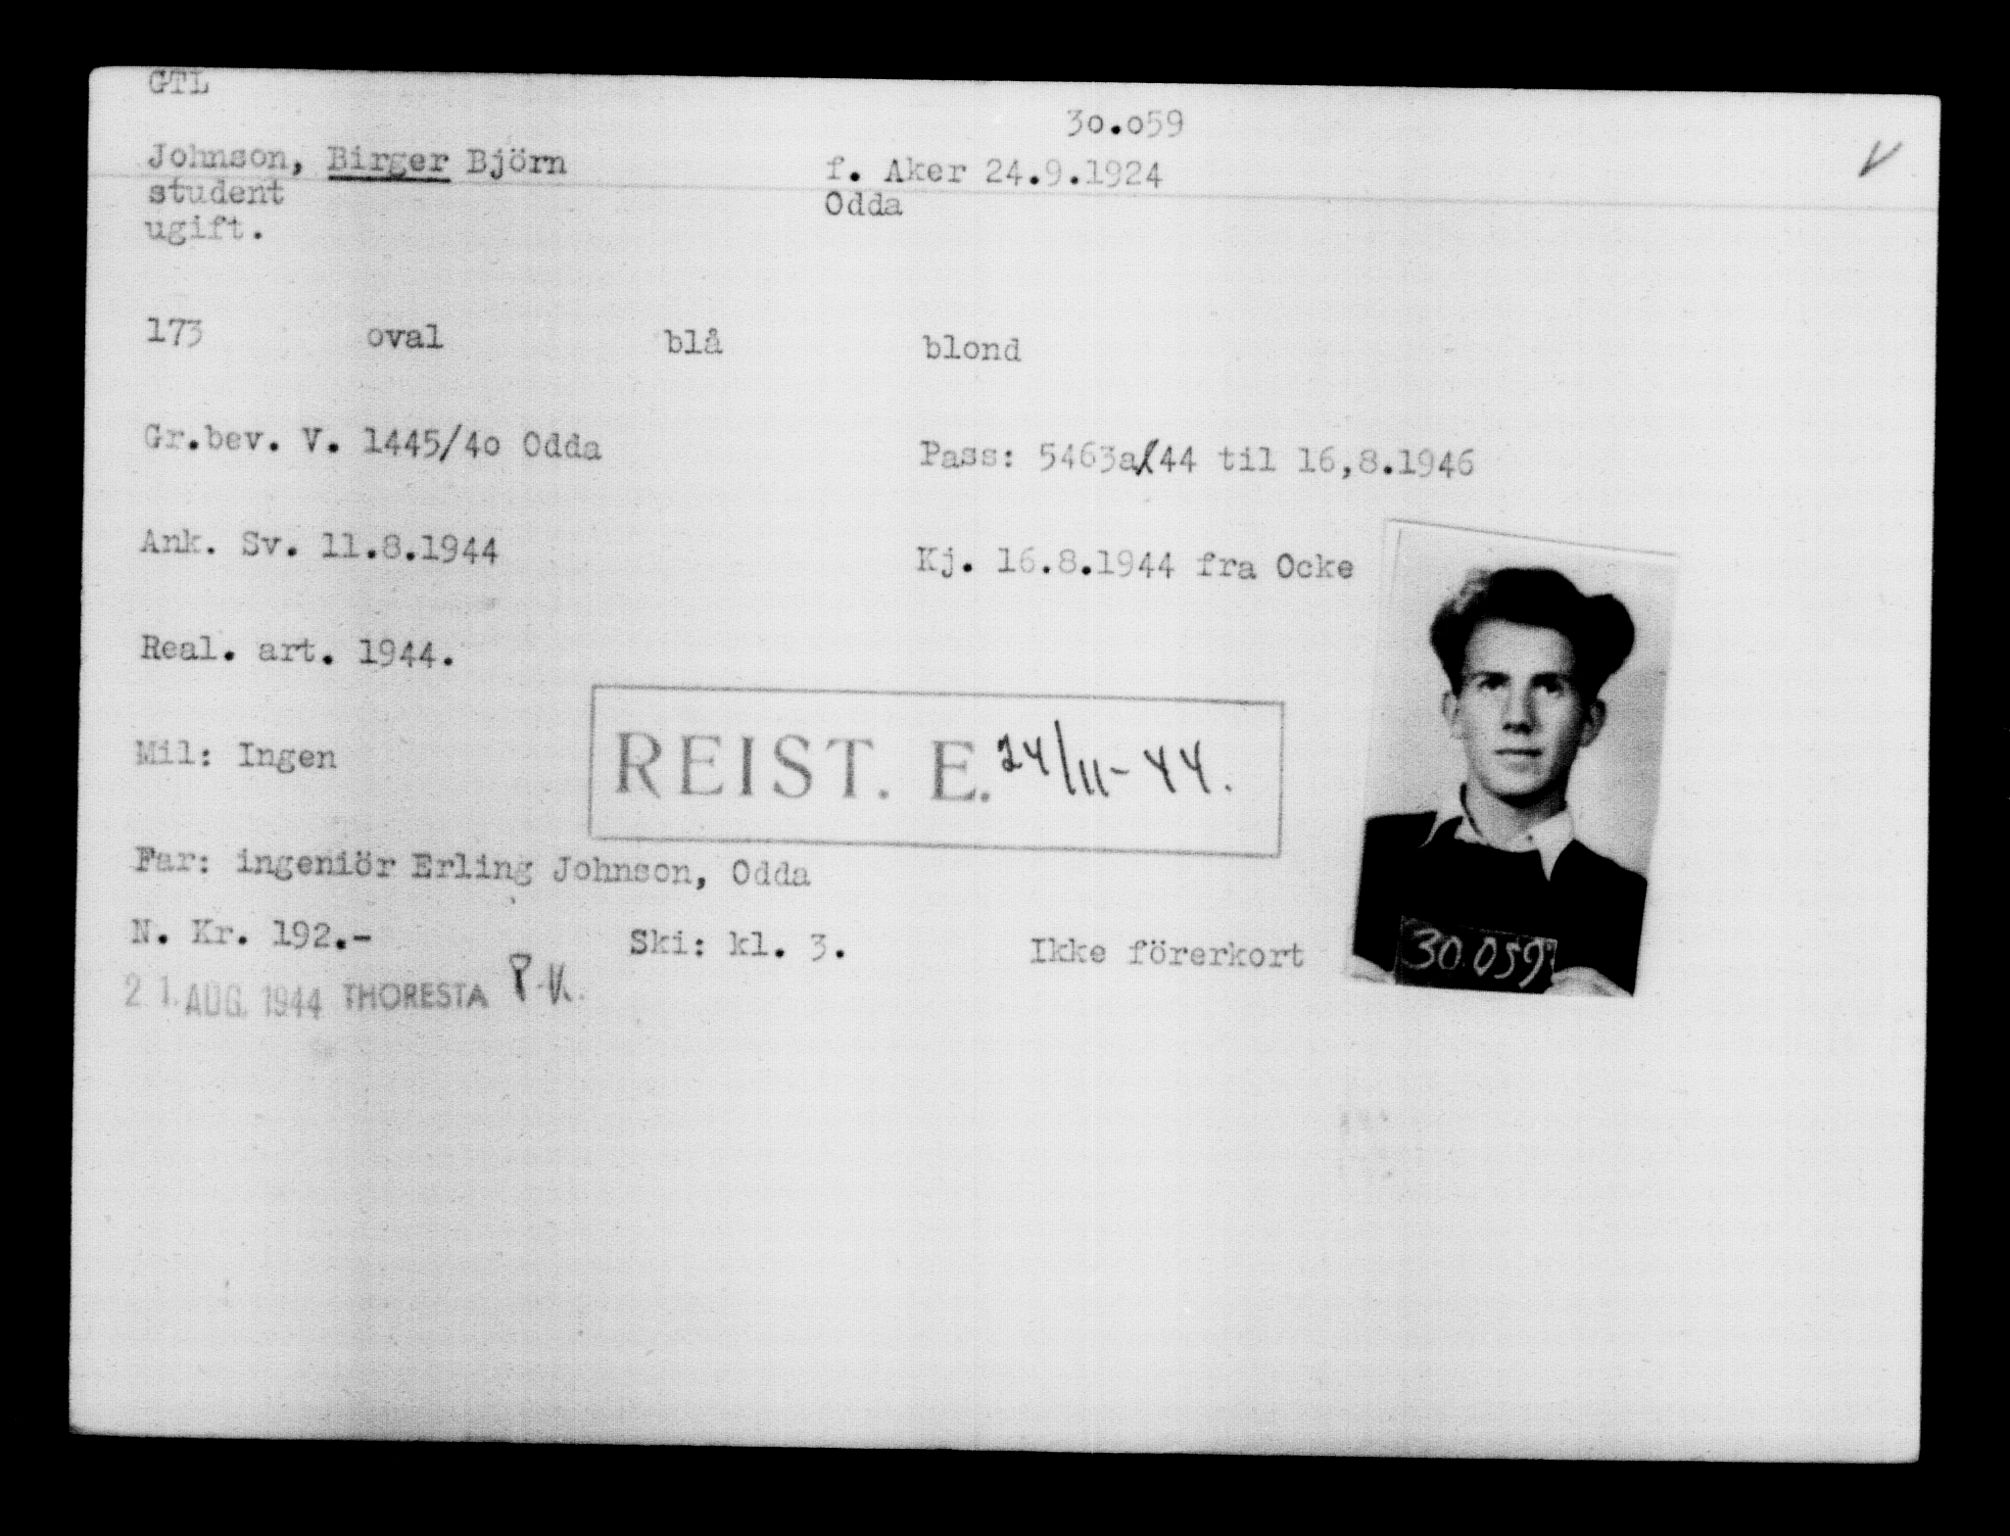 GTL
30.059
Johnson, Birger Björn
f. Aker 24.9.1924
student
Odda
ugift.
173 oval blå blond
Gr.bev. V. 1445/40 Odda
Pass: 5463a/44 til 16,8.1946
Ank. Sv. 11.8.1944
Kj. 16.8.1944 fra Ocke
Real. art. 1944.
REIST. E. 24/11-44.
Mil: Ingen
Far: ingeniör Erling Johnson, Odda
N. Kr. 192.-
Ski: kl. 3.
Ikke förerkort
30.059
21. AUG. 1944 THORESTA P.K.